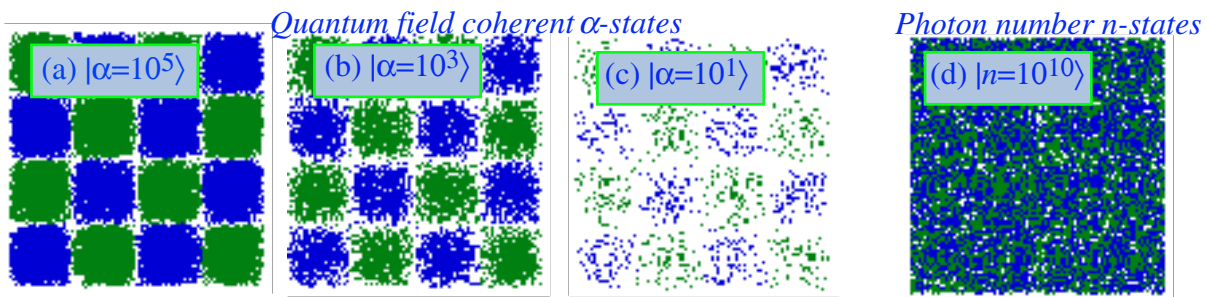 Quantum field coherent α-states
Photon number n-states
(a) |α=10⁵⟩
(b) |α=10³⟩
(c) |α=10¹⟩
(d) |n=10¹⁰⟩